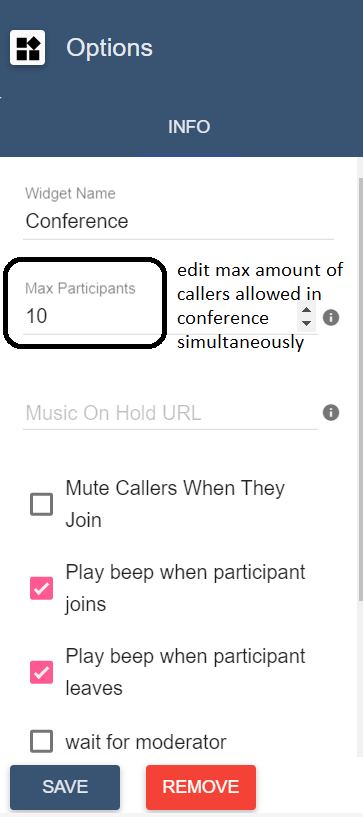 Options
INFO
Widget Name
Conference
Max Participants
10
edit max amount of
callers allowed in
conference
simultaneously
Music On Hold URL
Mute Callers When They
Join
Play beep when participant
joins
Play beep when participant
leaves
wait for moderator
SAVE
REMOVE